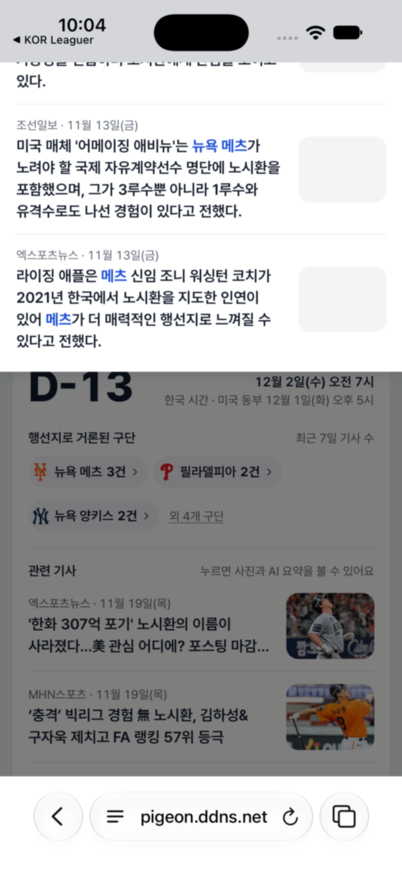 10:04
◀ KOR Leaguer
있다.
조선일보 · 11월 13일(금)
미국 매체 '어메이징 애비뉴'는 뉴욕 메츠가
노려야 할 국제 자유계약선수 명단에 노시환을
포함했으며, 그가 3루수뿐 아니라 1루수와
유격수로도 나선 경험이 있다고 전했다.
엑스포츠뉴스 · 11월 13일(금)
라이징 애플은 메츠 신임 조니 워싱턴 코치가
2021년 한국에서 노시환을 지도한 인연이
있어 메츠가 더 매력적인 행선지로 느껴질 수
있다고 전했다.
D-13
12월 2일(수) 오전 7시
한국 시간 · 미국 동부 12월 1일(화) 오후 5시
행선지로 거론된 구단
최근 7일 기사 수
뉴욕 메츠 3건 >
필라델피아 2건 >
뉴욕 양키스 2건 >
외 4개 구단
관련 기사
누르면 사진과 AI 요약을 볼 수 있어요
엑스포츠뉴스 · 11월 19일(목)
'한화 307억 포기' 노시환의 이름이
사라졌다...美 관심 어디에? 포스팅 마감...
MHN스포츠 · 11월 19일(목)
‘충격’ 빅리그 경험 無 노시환, 김하성&
구자욱 제치고 FA 랭킹 57위 등극
pigeon.ddns.net